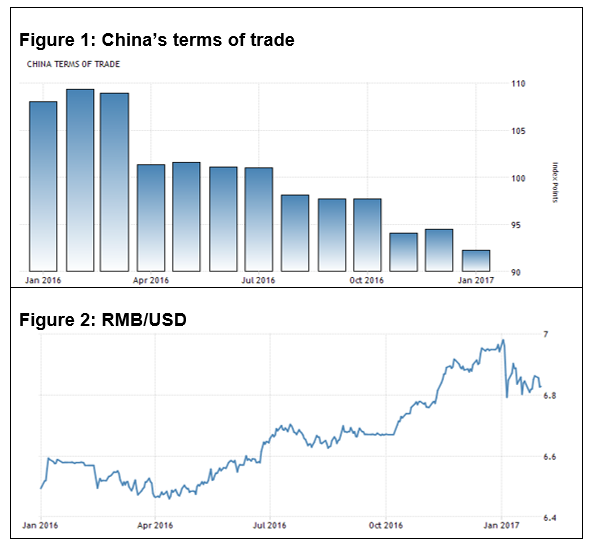 Figure 1: China's terms of trade
CHINA TERMS OF TRADE
110
105
100
95
90
Index Points
Jan 2016 Apr 2016 Jul 2016 Oct 2016 Jan 2017
Figure 2: RMB/USD
7
6.8
6.6
6.4
Jan 2016 Apr 2016 Jul 2016 Oct 2016 Jan 2017